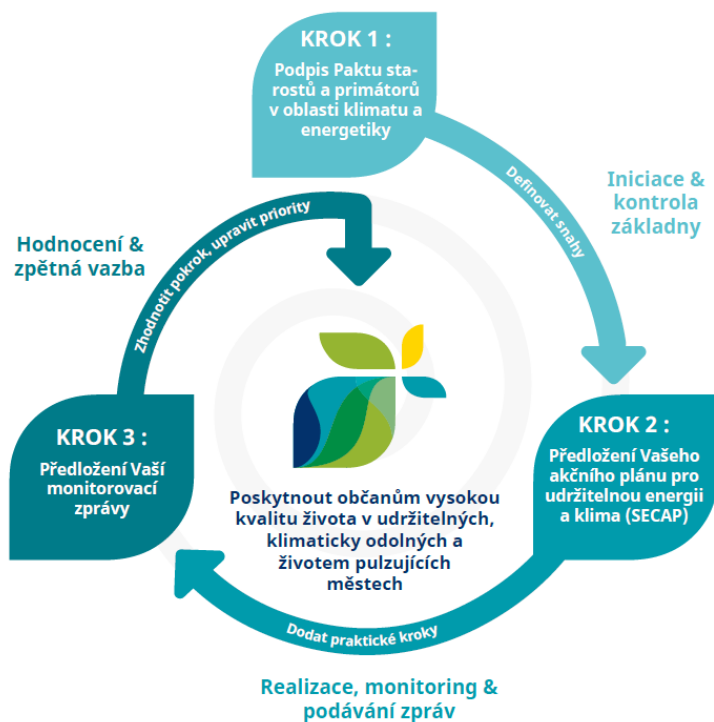 KROK 1 :
Podpis Paktu sta-
rostů a primátorů
v oblasti klimatu a
energetiky
Definovat snahy
Iniciace &
kontrola
základny
KROK 2 :
Předložení Vašeho
akčního plánu pro
udržitelnou energii
a klima (SECAP)
Dodat praktické kroky
Realizace, monitoring &
podávání zpráv
KROK 3 :
Předložení Vaší
monitorovací
zprávy
Zhodnotit pokrok, upravit priority
Hodnocení &
zpětná vazba
Poskytnout občanům vysokou
kvalitu života v udržitelných,
klimaticky odolných a
životem pulzujících
městech